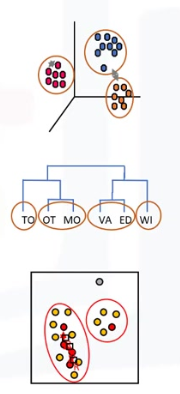 TO OT MO VA ED WI